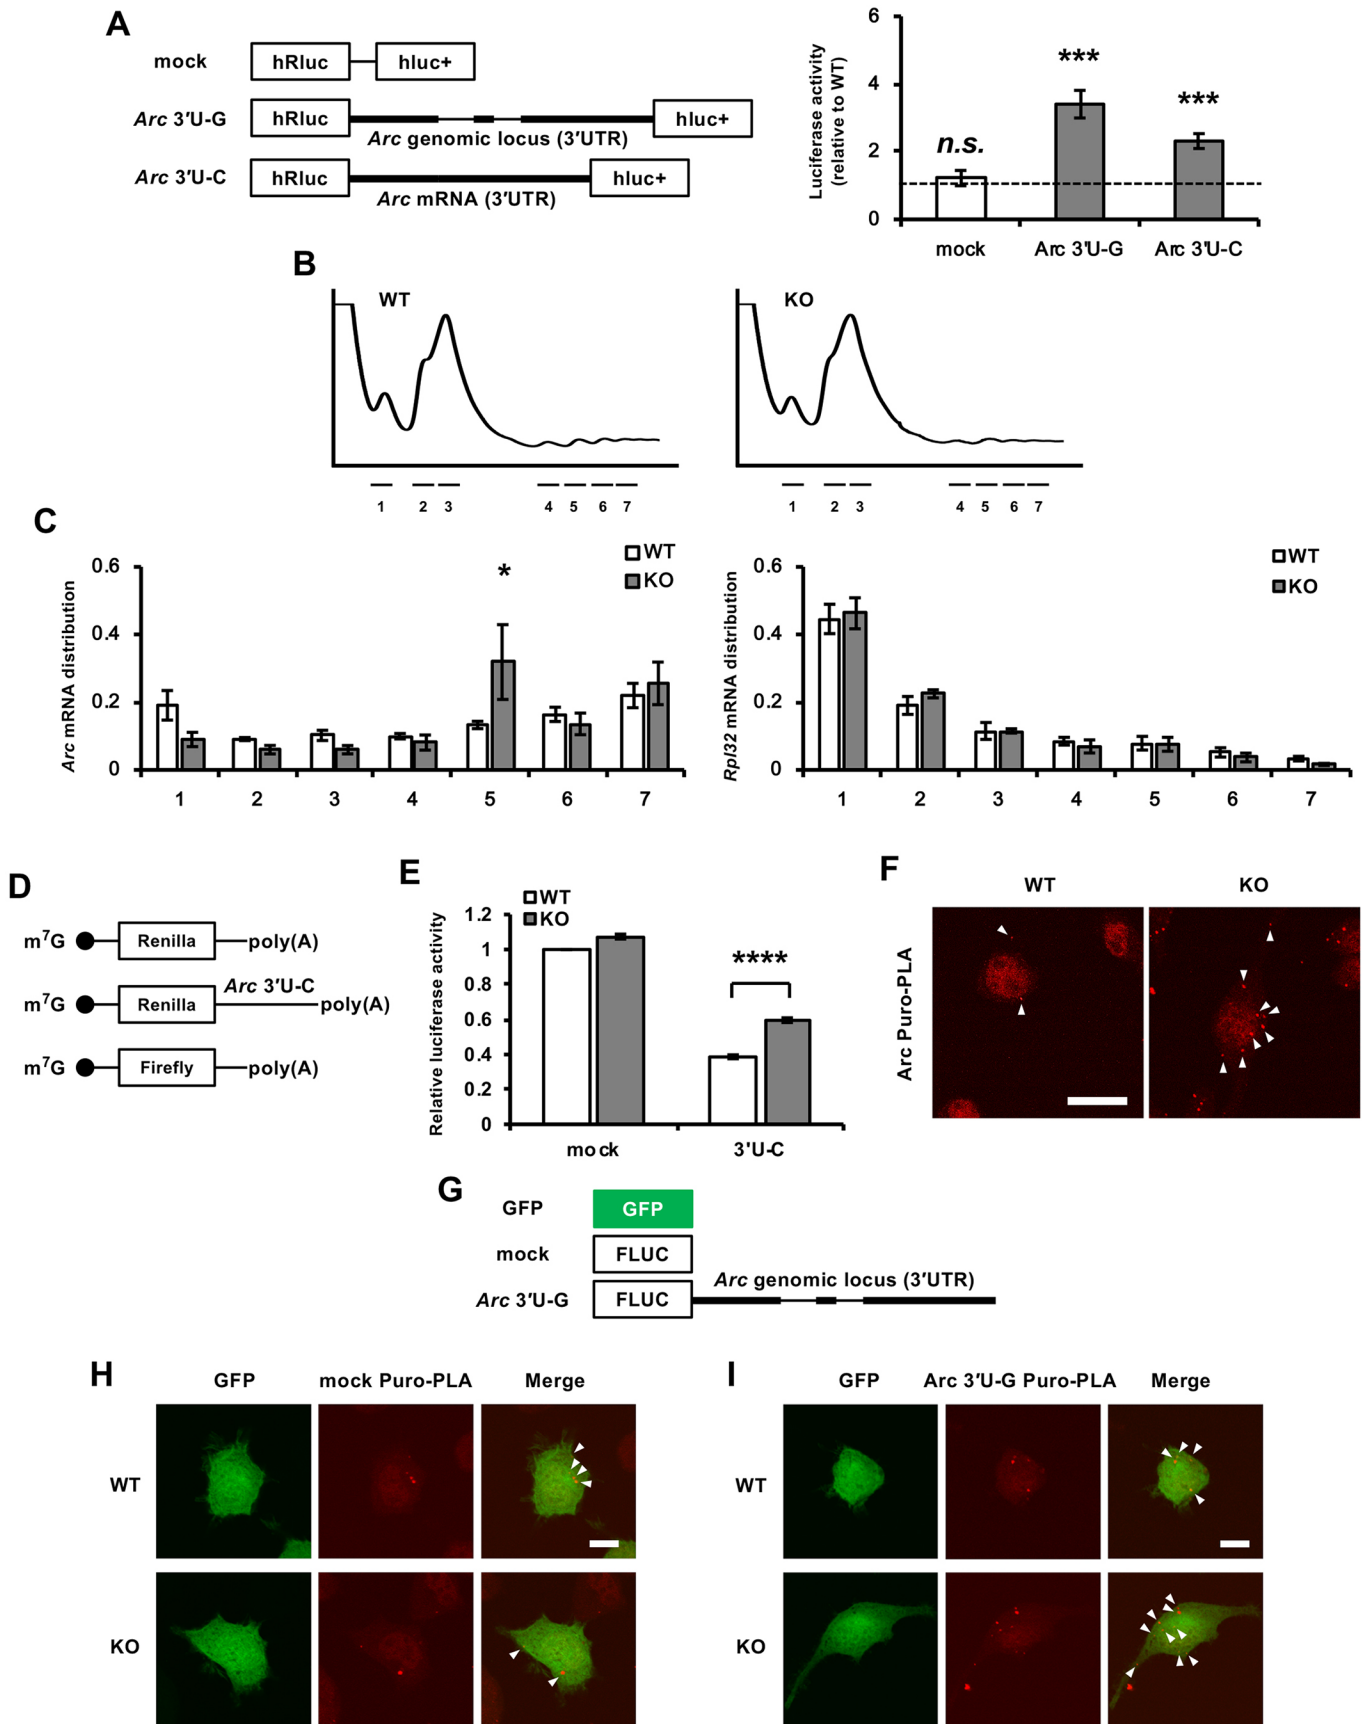 A
mock
hRluc
hluc+
Arc 3′U-G
hRluc
hluc+
Arc genomic locus (3′UTR)
Arc 3′U-C
hRluc
hluc+
Arc mRNA (3′UTR)
Luciferase activity
(relative to WT)
6
4
2
0
n.s.
***
***
mock
Arc 3'U-G
Arc 3'U-C
B
WT
1
2
3
4
5
6
7
KO
1
2
3
4
5
6
7
C
Arc mRNA distribution
0.6
0.4
0.2
0
*
WT
KO
1
2
3
4
5
6
7
Rpl32 mRNA distribution
0.6
0.4
0.2
0
WT
KO
1
2
3
4
5
6
7
D
m7G
Renilla
poly(A)
Arc 3′U-C
m7G
Renilla
poly(A)
m7G
Firefly
poly(A)
E
Relative luciferase activity
WT
KO
1.2
1
0.8
0.6
0.4
0.2
0
****
mock
3'U-C
F
WT
KO
Arc Puro-PLA
G
GFP
GFP
mock
FLUC
Arc genomic locus (3′UTR)
Arc 3′U-G
FLUC
H
GFP
mock Puro-PLA
Merge
WT
KO
I
GFP
Arc 3′U-G Puro-PLA
Merge
WT
KO